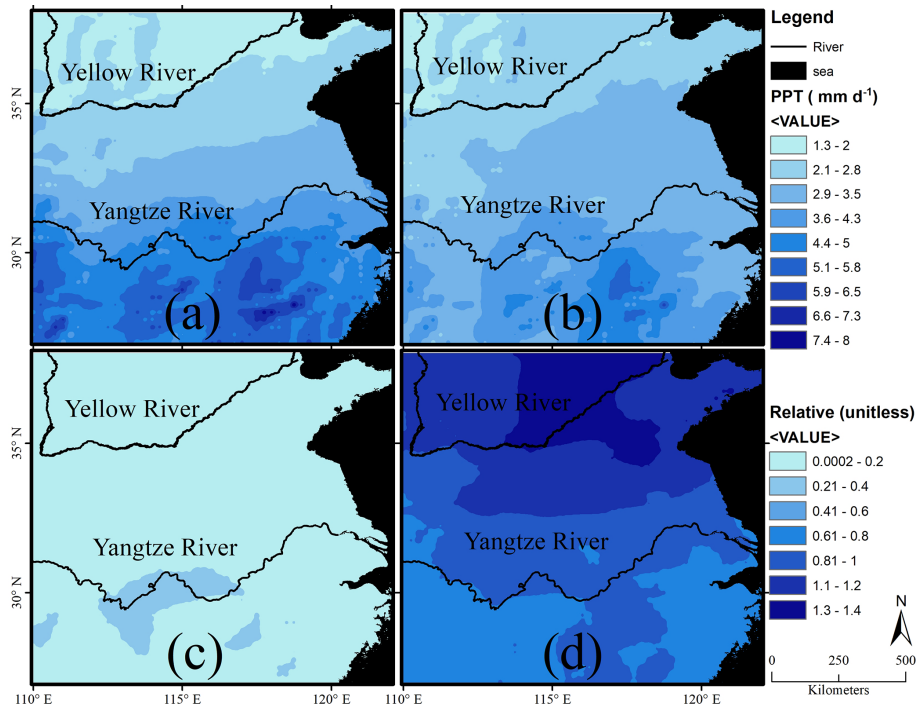 Yellow River
Yangtze River
(a)
35° N
30° N
Yellow River
Yangtze River
(b)
Legend
River
sea
PPT ( mm d⁻¹)
<VALUE>
1.3 - 2
2.1 - 2.8
2.9 - 3.5
3.6 - 4.3
4.4 - 5
5.1 - 5.8
5.9 - 6.5
6.6 - 7.3
7.4 - 8
Yellow River
Yangtze River
(c)
35° N
30° N
110° E
115° E
120° E
Yellow River
Yangtze River
(d)
110° E
115° E
120° E
Relative (unitless)
<VALUE>
0.0002 - 0.2
0.21 - 0.4
0.41 - 0.6
0.61 - 0.8
0.81 - 1
1.1 - 1.2
1.3 - 1.4
N
0 250 500
Kilometers